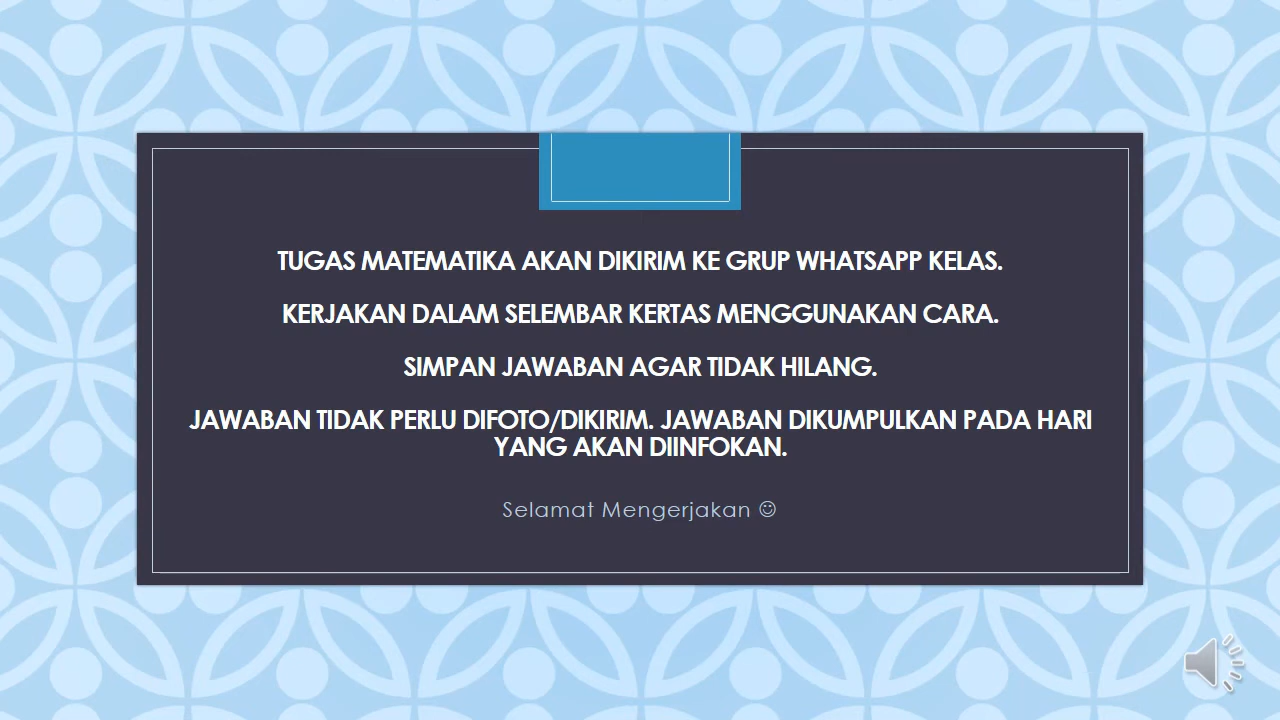 TUGAS MATEMATIKA AKAN DIKIRIM KE GRUP WHATSAPP KELAS.
KERJAKAN DALAM SELEMBAR KERTAS MENGGUNAKAN CARA.
SIMPAN JAWABAN AGAR TIDAK HILANG.
JAWABAN TIDAK PERLU DIFOTO/DIKIRIM. JAWABAN DIKUMPULKAN PADA HARI
YANG AKAN DIINFOKAN.
Selamat Mengerjakan ☺